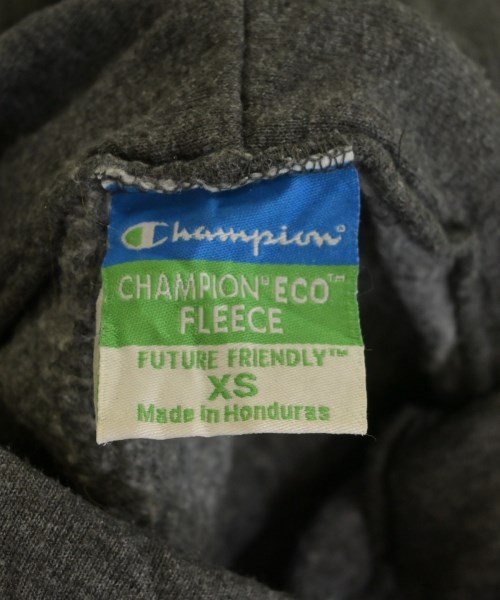 Champion®
CHAMPION® ECO™
FLEECE
FUTURE FRIENDLY™
XS
Made in Honduras